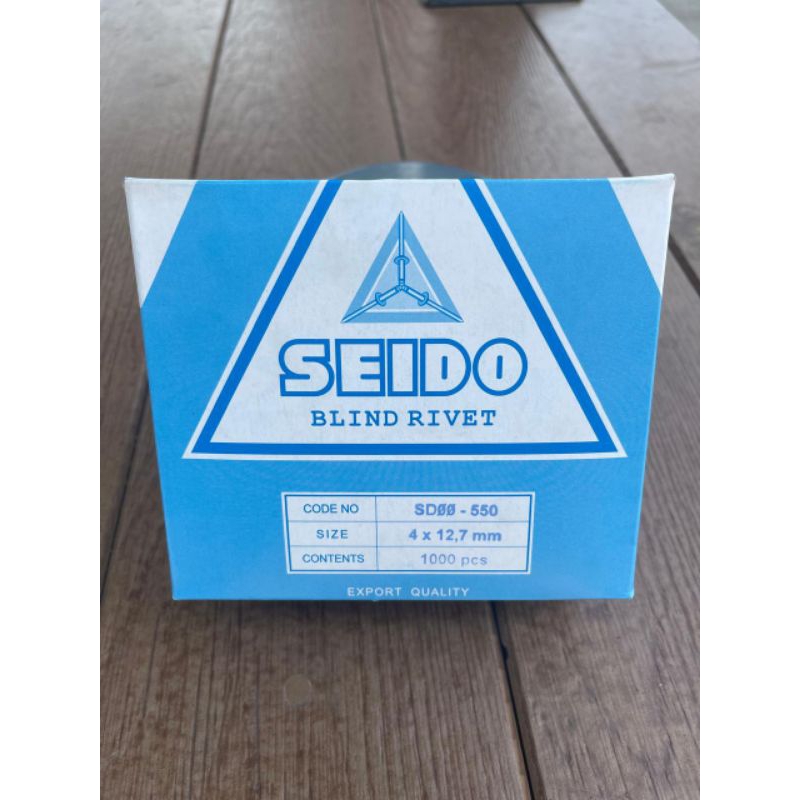 SEIDO
BLIND RIVET
CODE NO SDØØ - 550
SIZE 4 x 12,7 mm
CONTENTS 1000 pcs
EXPORT QUALITY